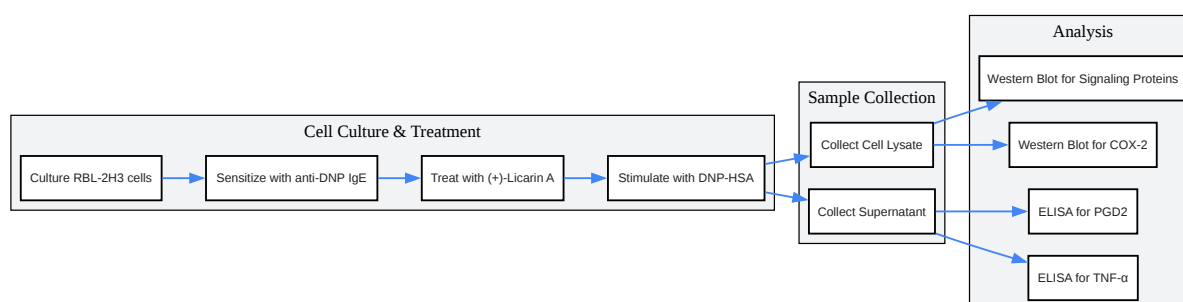 Cell Culture & Treatment
Culture RBL-2H3 cells
Sensitize with anti-DNP IgE
Treat with (+)-Licarin A
Stimulate with DNP-HSA
Sample Collection
Collect Cell Lysate
Collect Supernatant
Analysis
Western Blot for Signaling Proteins
Western Blot for COX-2
ELISA for PGD2
ELISA for TNF-α